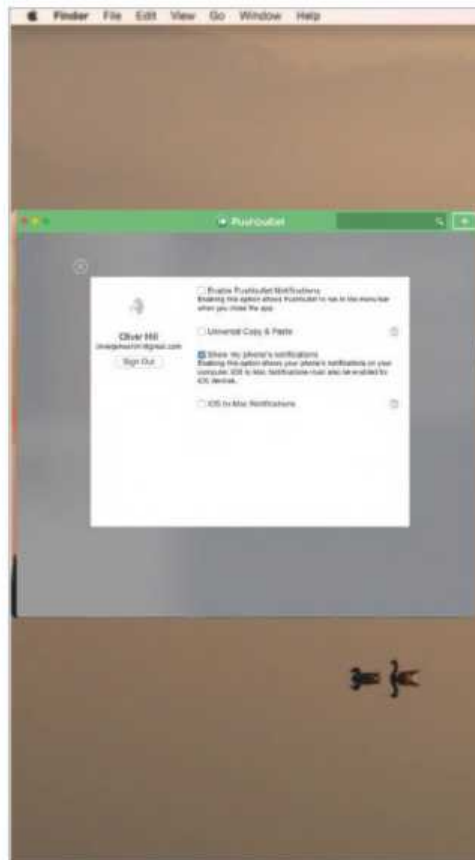 Finder File Edit View Go Window Help
Pushbullet
Enable Pushbullet Notifications
Enabling this option allows Pushbullet to run in the menu bar
when you close the app.
Oliver Hill
Sign Out
Universal Copy & Paste
Show my phone's notifications
Enabling this option shows your phone's notifications on your
computer. iOS to Mac Notifications must also be enabled for
iOS devices.
iOS to Mac Notifications